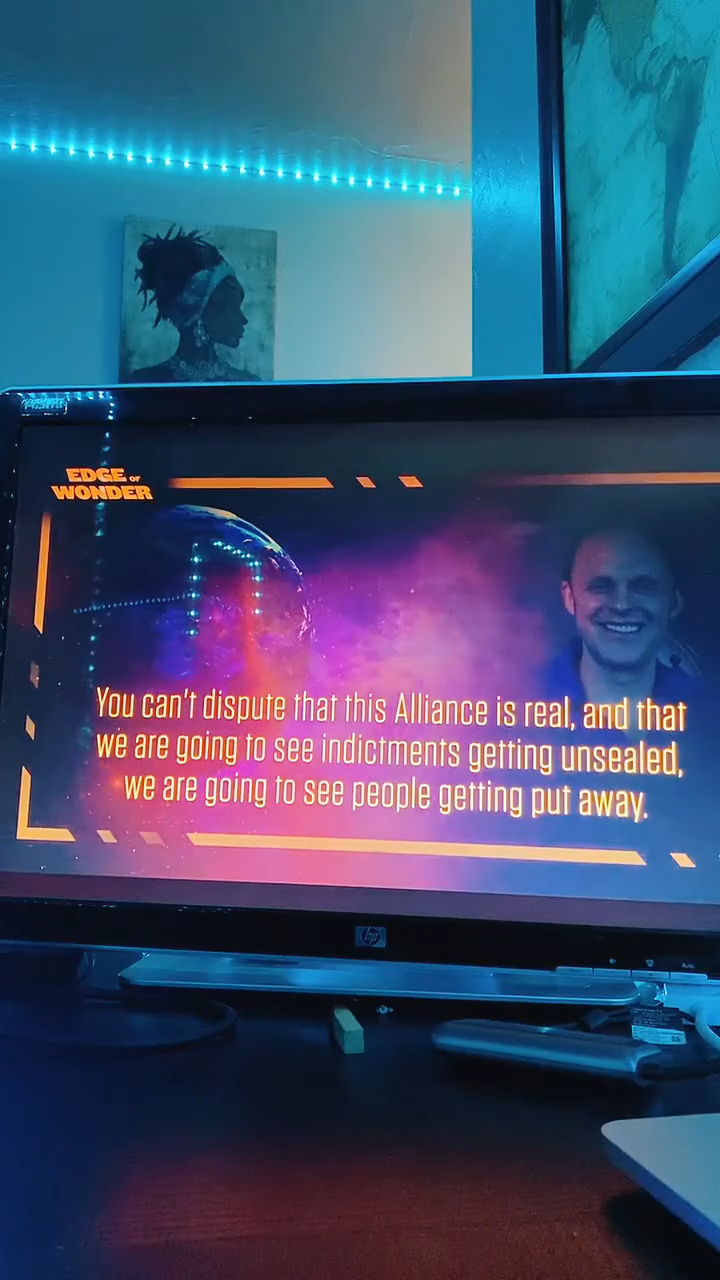 EDGE OF
WONDER
You can't dispute that this Alliance is real, and that
we are going to see indictments getting unsealed,
we are going to see people getting put away.
hp
Auto